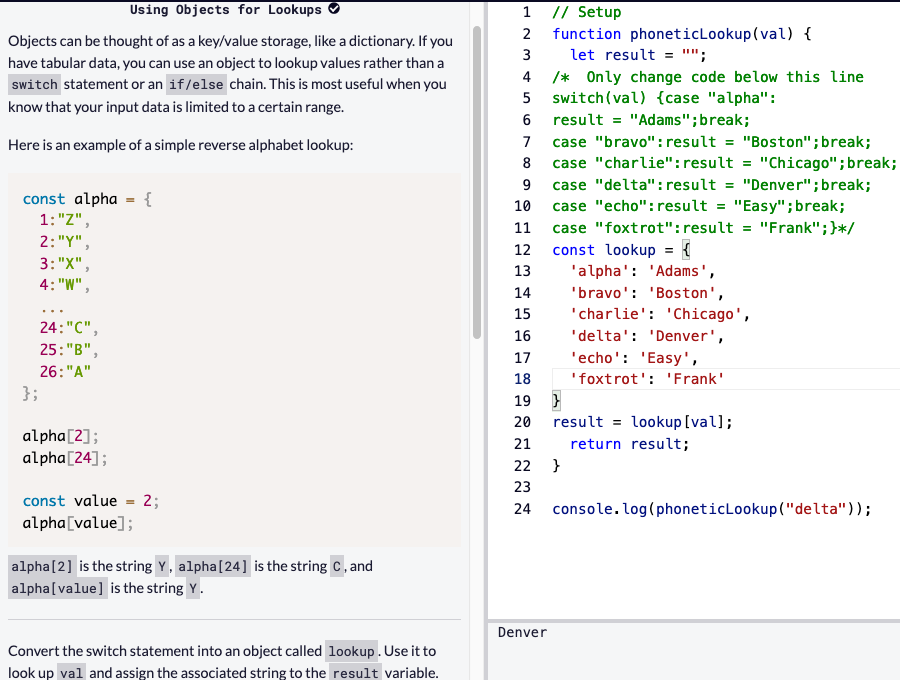 Using Objects for Lookups
Objects can be thought of as a key/value storage, like a dictionary. If you
have tabular data, you can use an object to lookup values rather than a
switch statement or an if/else chain. This is most useful when you
know that your input data is limited to a certain range.
Here is an example of a simple reverse alphabet lookup:
const alpha = {
  1:"Z",
  2:"Y",
  3:"X",
  4:"W",
  ...
  24:"C",
  25:"B",
  26:"A"
};
alpha[2];
alpha[24];
const value = 2;
alpha[value];
alpha[2] is the string Y, alpha[24] is the string C, and
alpha[value] is the string Y.
Convert the switch statement into an object called lookup. Use it to
look up val and assign the associated string to the result variable.
1 // Setup
2 function phoneticLookup(val) {
3   let result = "";
4 /*  Only change code below this line
5 switch(val) {case "alpha":
6 result = "Adams";break;
7 case "bravo":result = "Boston";break;
8 case "charlie":result = "Chicago";break;
9 case "delta":result = "Denver";break;
10 case "echo":result = "Easy";break;
11 case "foxtrot":result = "Frank";}*/
12 const lookup = {
13   'alpha': 'Adams',
14   'bravo': 'Boston',
15   'charlie': 'Chicago',
16   'delta': 'Denver',
17   'echo': 'Easy',
18   'foxtrot': 'Frank'
19 }
20 result = lookup[val];
21   return result;
22 }
23
24 console.log(phoneticLookup("delta"));
Denver